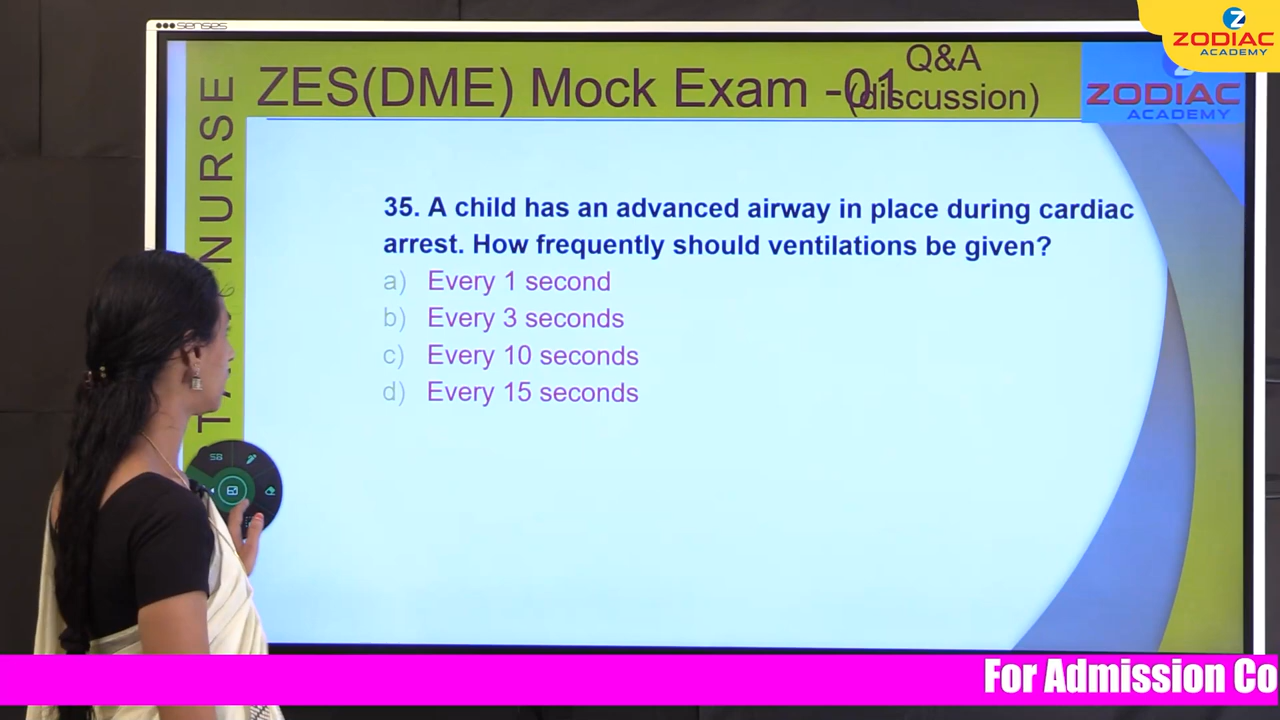 senses
ZODIAC
ACADEMY
ZES(DME) Mock Exam -01
Q&A
(discussion)
ZODIAC
ACADEMY
NURSE
35. A child has an advanced airway in place during cardiac
arrest. How frequently should ventilations be given?
a) Every 1 second
b) Every 3 seconds
c) Every 10 seconds
d) Every 15 seconds
For Admission Co